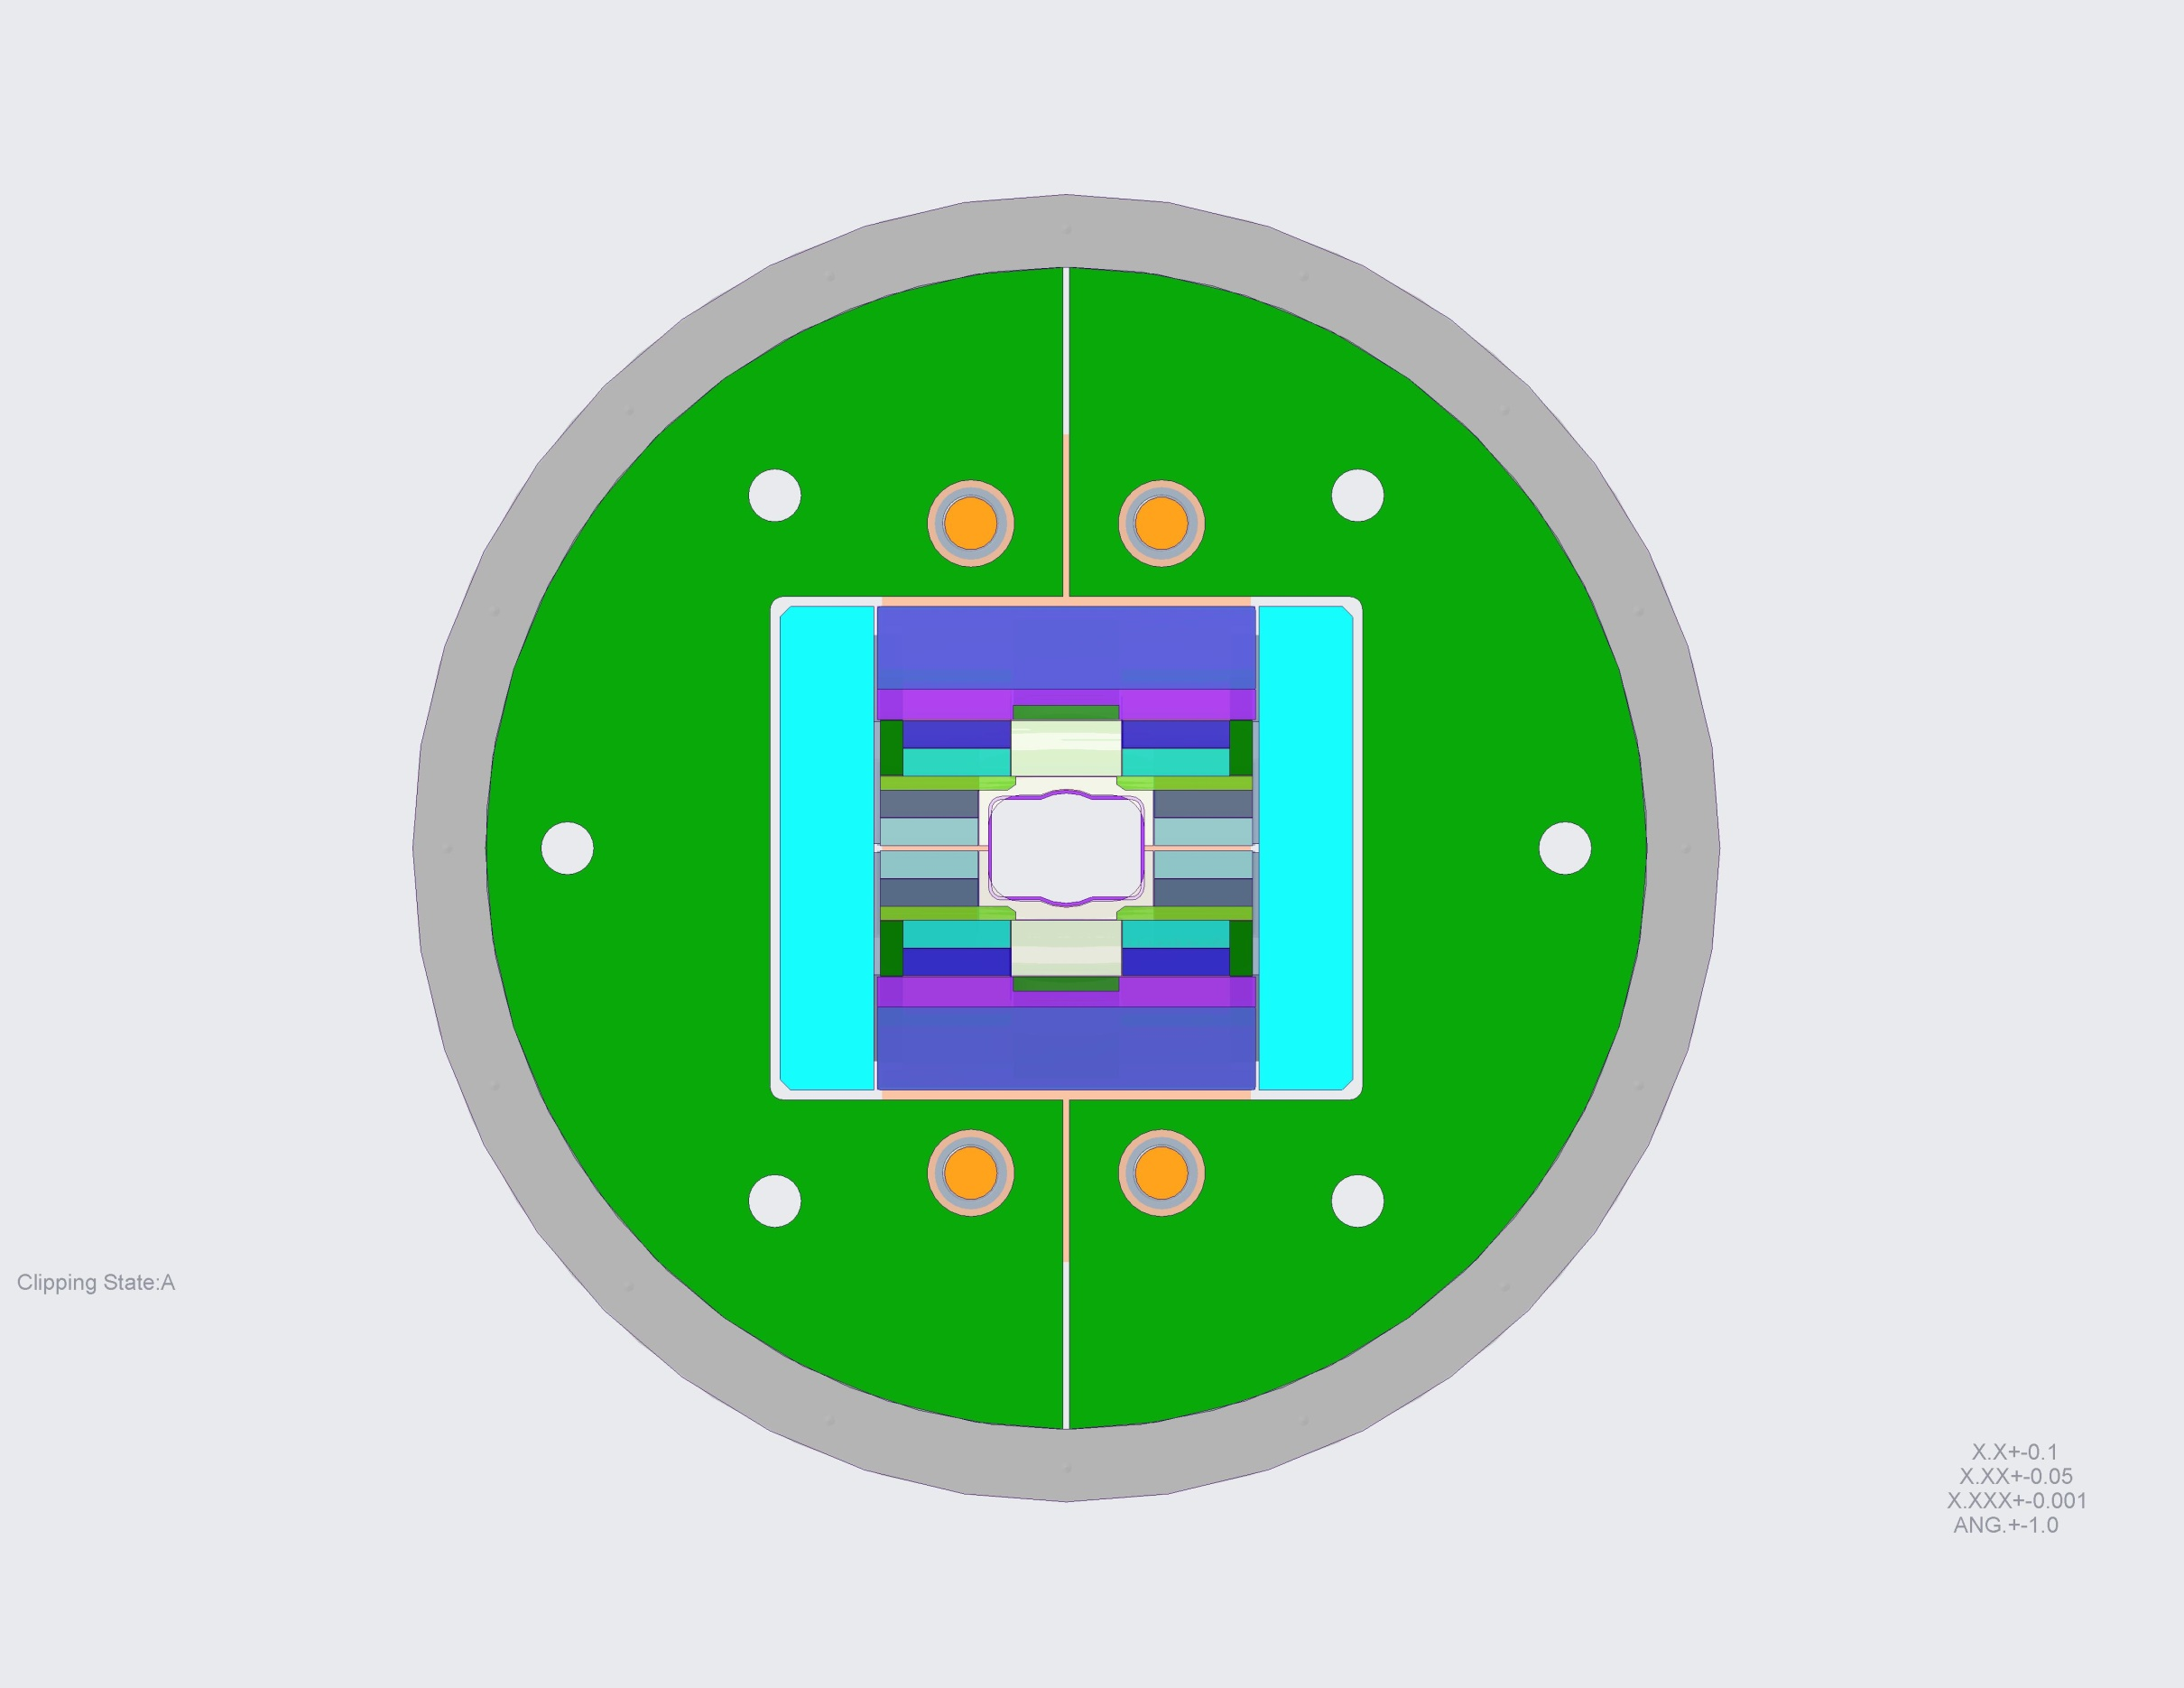 Clipping State:A
X.X+-0.1
X.XX+-0.05
X.XXX+-0.001
ANG.+-1.0